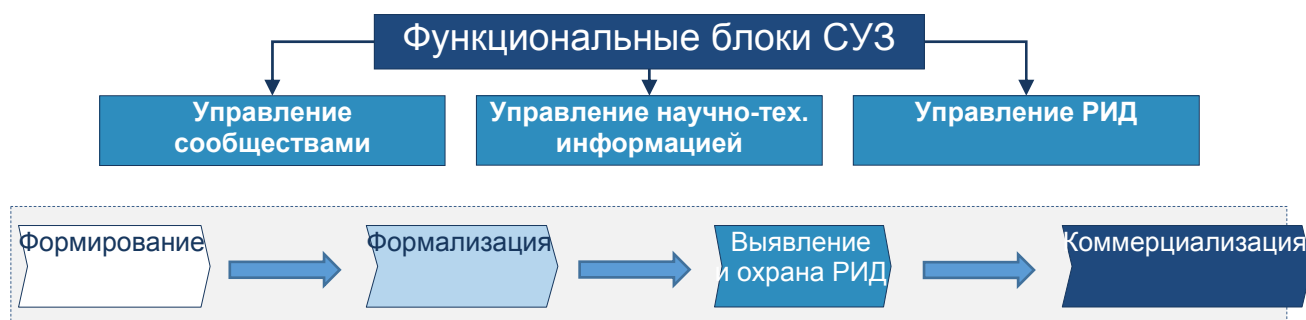 Функциональные блоки СУЗ
Управление
сообществами
Управление научно-тех.
информацией
Управление РИД
Формирование
Формализация
Выявление
и охрана РИД
Коммерциализация